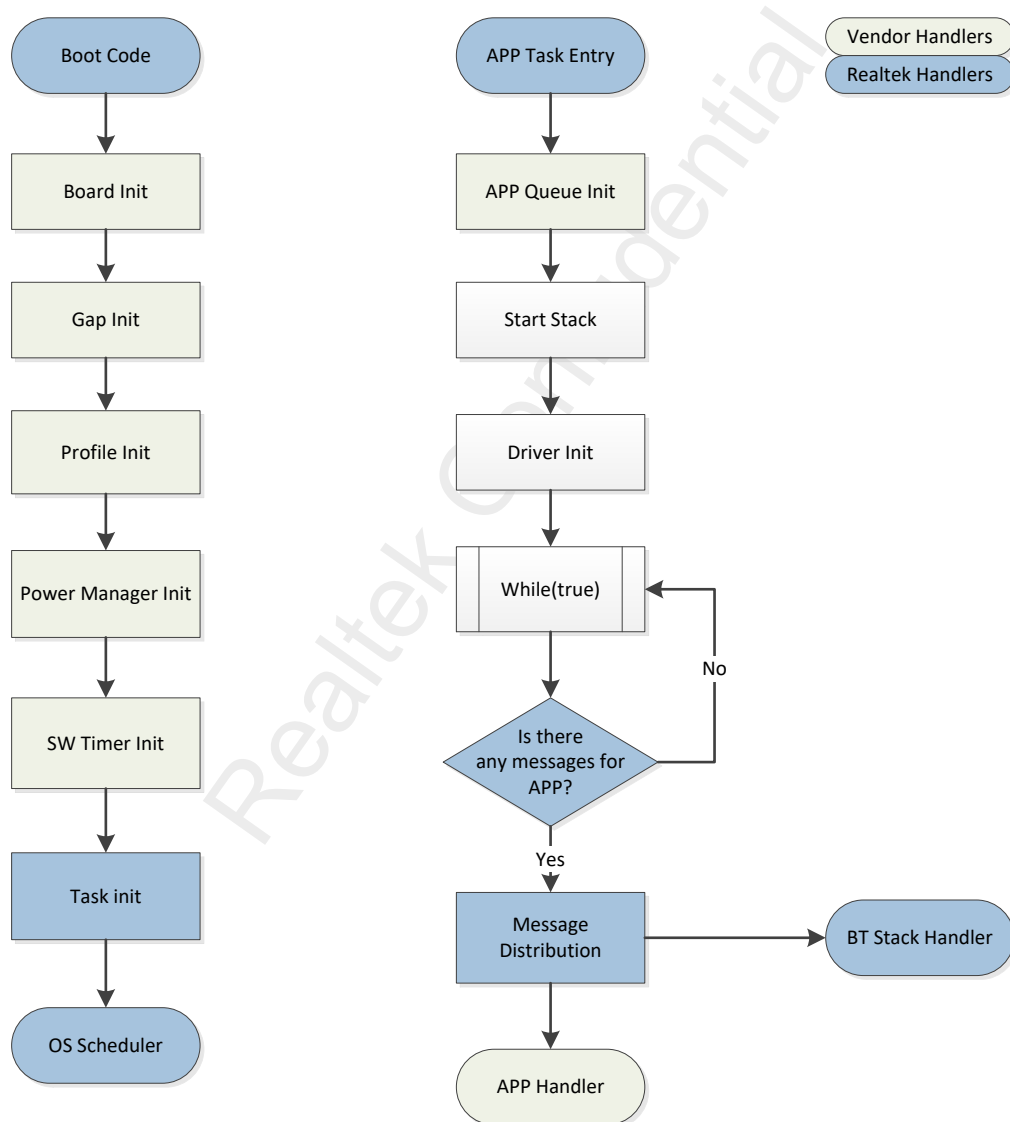 Boot Code
Board Init
Gap Init
Profile Init
Power Manager Init
SW Timer Init
Task init
OS Scheduler
APP Task Entry
APP Queue Init
Start Stack
Driver Init
While(true)
No
Is there
any messages for
APP?
Yes
Message
Distribution
BT Stack Handler
APP Handler
Vendor Handlers
Realtek Handlers
Realtek Confidential